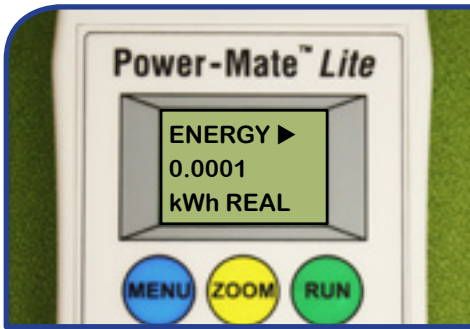 Power-Mate™ Lite
ENERGY ▶
0.0001
kWh REAL
MENU ZOOM RUN